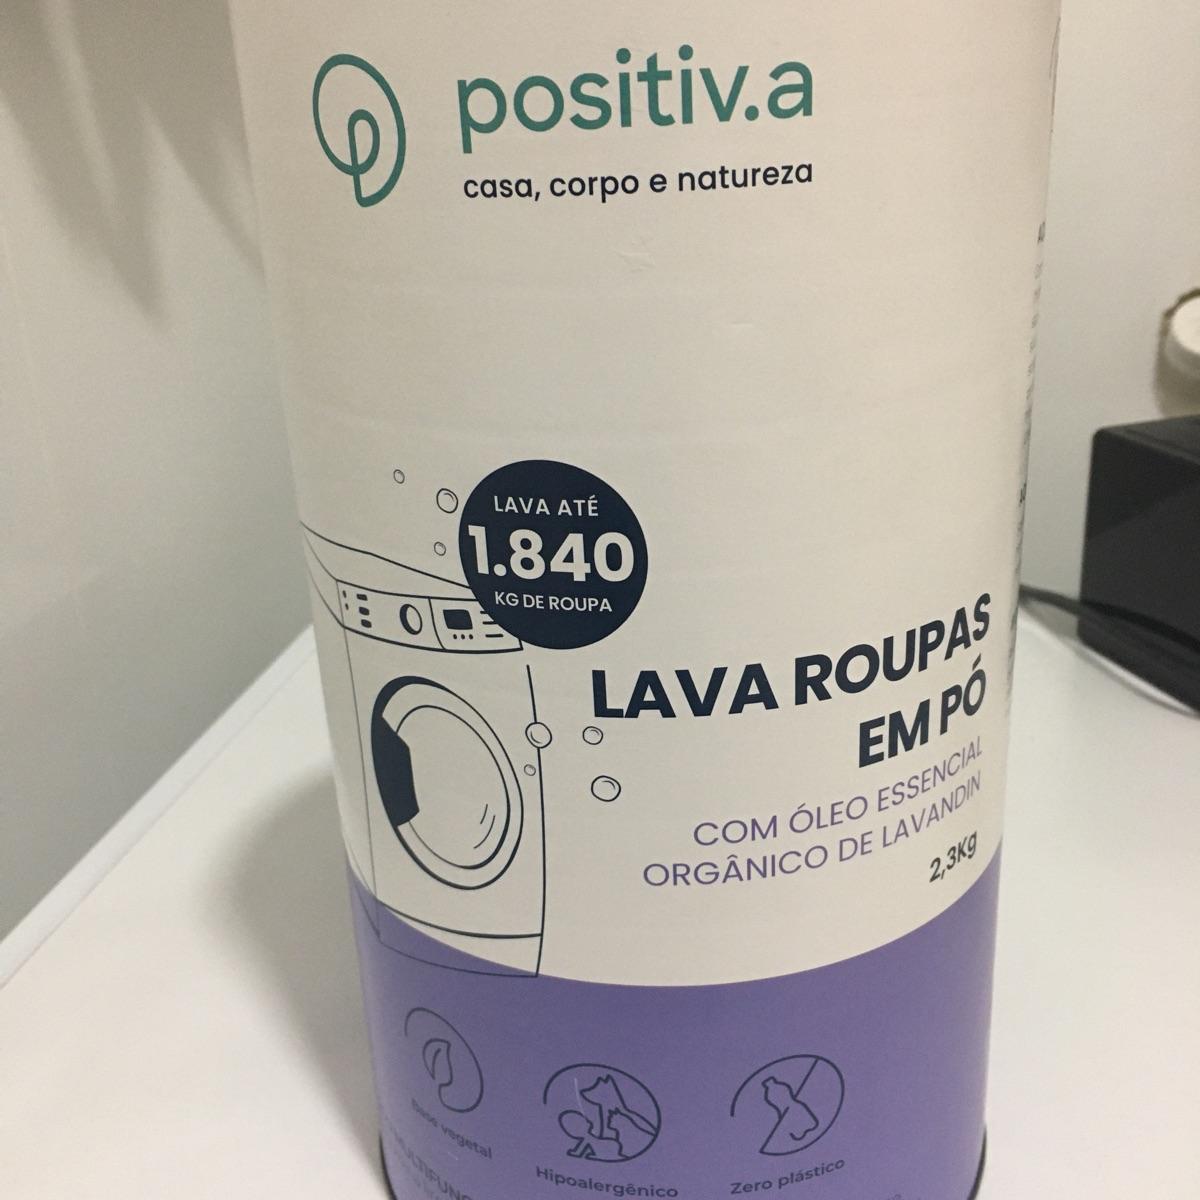 positiv.a
casa, corpo e natureza
LAVA ATÉ
1.840
KG DE ROUPA
LAVA ROUPAS
EM PÓ
COM ÓLEO ESSENCIAL
ORGÂNICO DE LAVANDIN
2,3Kg
Base vegetal
Hipoalergênico
Zero plástico